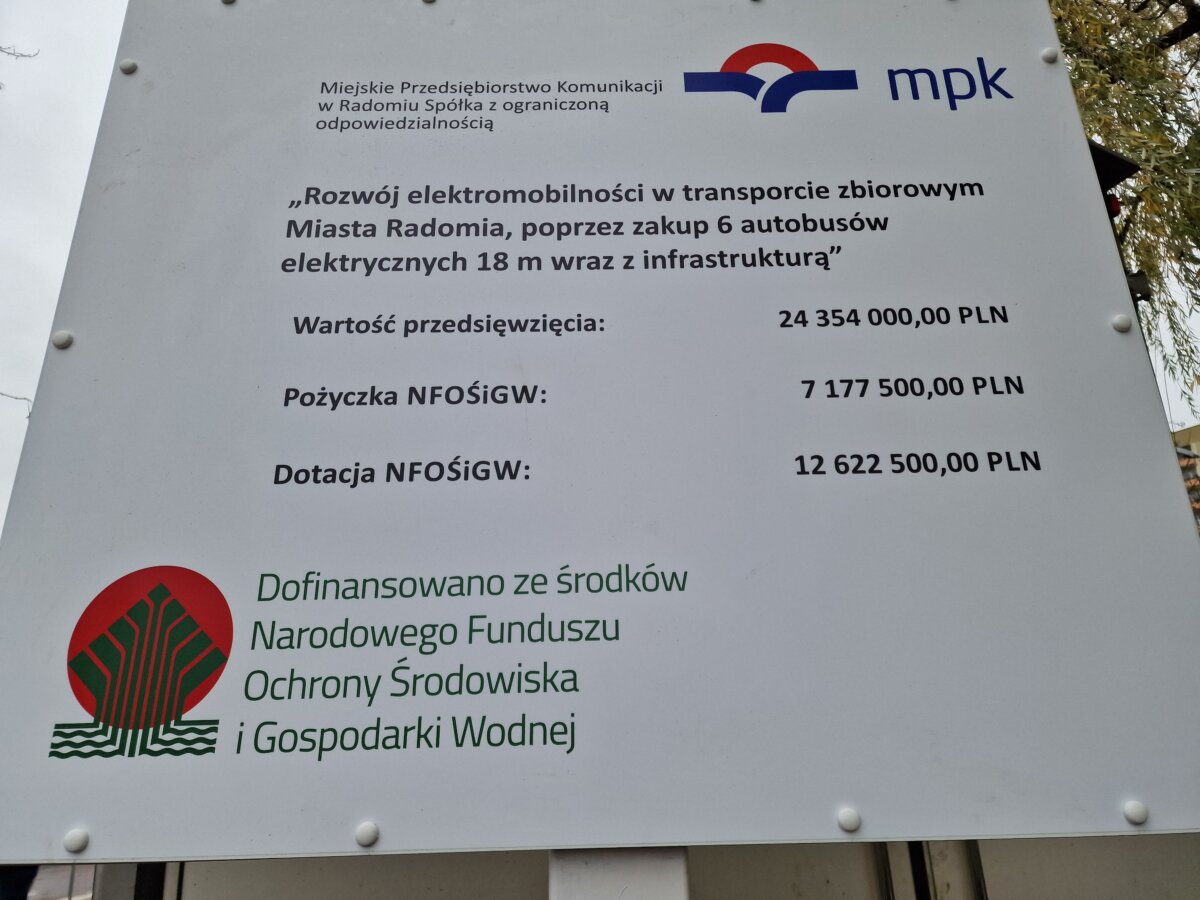 Miejskie Przedsiębiorstwo Komunikacji
w Radomiu Spółka z ograniczoną
odpowiedzialnością
mpk
„Rozwój elektromobilności w transporcie zbiorowym
Miasta Radomia, poprzez zakup 6 autobusów
elektrycznych 18 m wraz z infrastrukturą”
Wartość przedsięwzięcia: 24 354 000,00 PLN
Pożyczka NFOŚiGW: 7 177 500,00 PLN
Dotacja NFOŚiGW: 12 622 500,00 PLN
Dofinansowano ze środków
Narodowego Funduszu
Ochrony Środowiska
i Gospodarki Wodnej